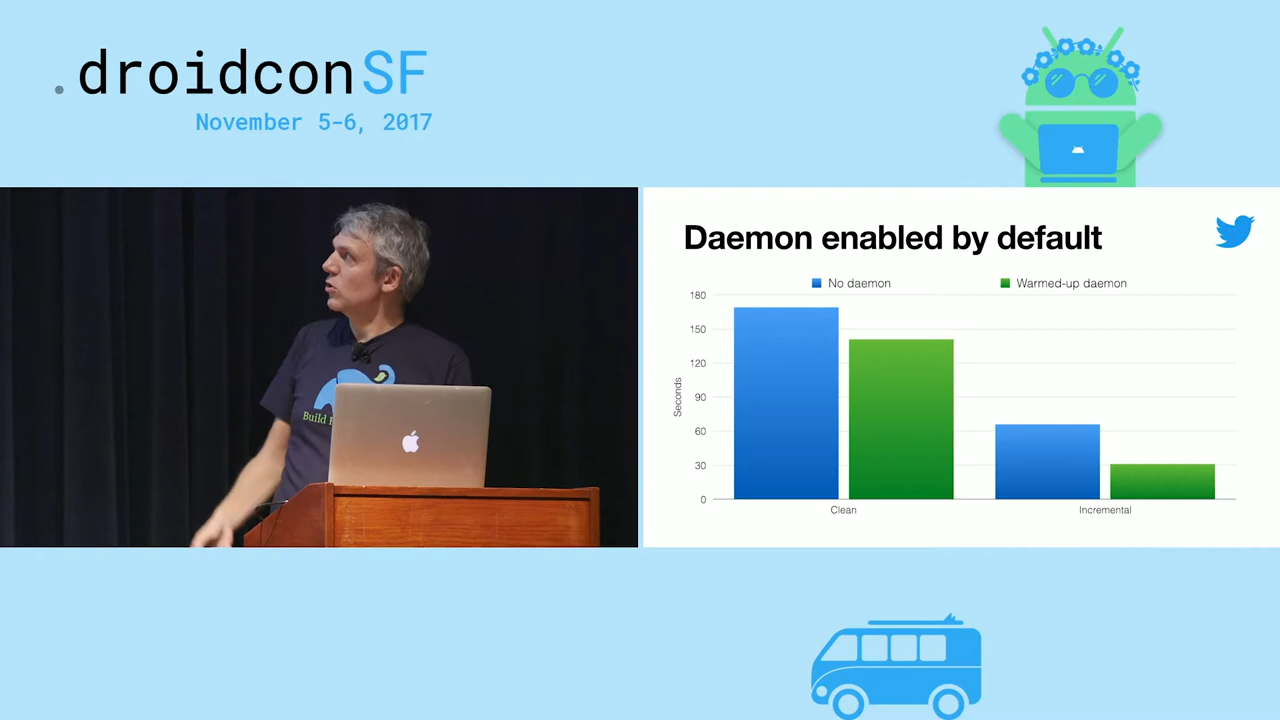 .droidconSF
November 5-6, 2017
Daemon enabled by default
No daemon
Warmed-up daemon
180
150
120
90
60
30
0
Seconds
Clean
Incremental
Build